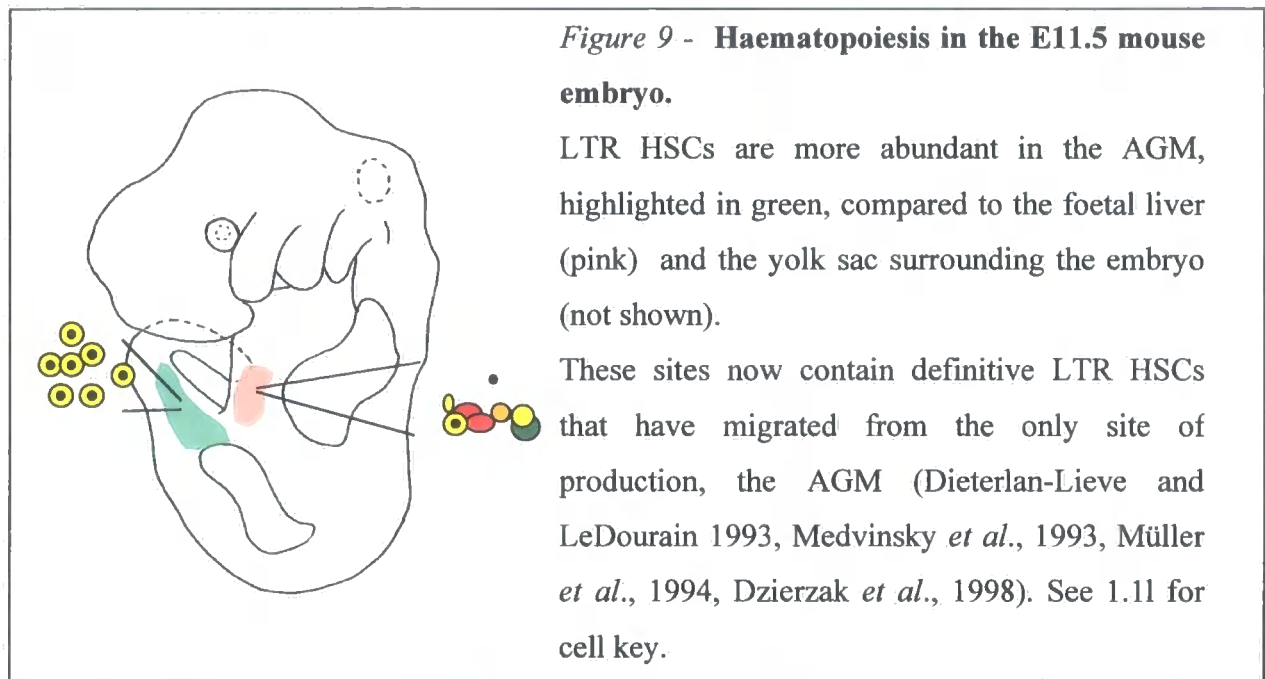 Figure 9 - Haematopoiesis in the E11.5 mouse
embryo.
LTR HSCs are more abundant in the AGM,
highlighted in green, compared to the foetal liver
(pink) and the yolk sac surrounding the embryo
(not shown).
These sites now contain definitive LTR HSCs
that have migrated from the only site of
production, the AGM (Dieterlan-Lieve and
LeDourain 1993, Medvinsky et al., 1993, Müller
et al., 1994, Dzierzak et al., 1998). See 1.11 for
cell key.